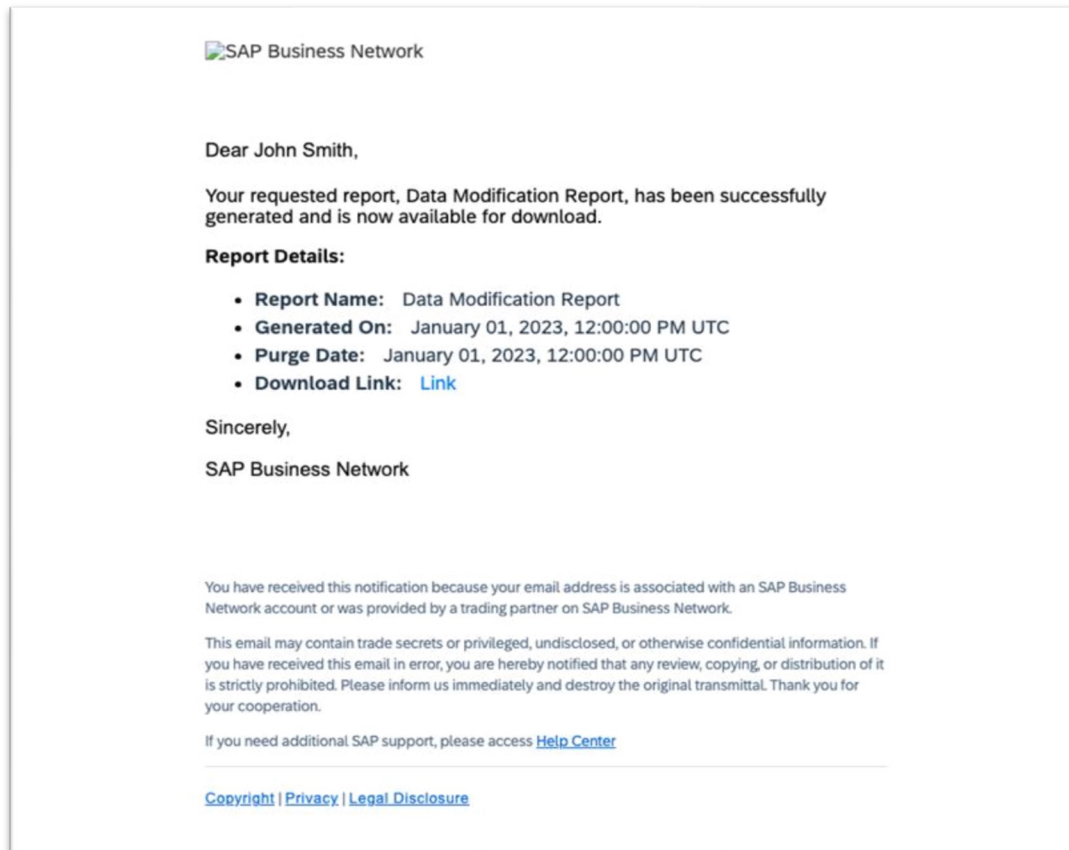 SAP Business Network
Dear John Smith,
Your requested report, Data Modification Report, has been successfully
generated and is now available for download.
Report Details:
• Report Name: Data Modification Report
• Generated On: January 01, 2023, 12:00:00 PM UTC
• Purge Date: January 01, 2023, 12:00:00 PM UTC
• Download Link: Link
Sincerely,
SAP Business Network
You have received this notification because your email address is associated with an SAP Business
Network account or was provided by a trading partner on SAP Business Network.
This email may contain trade secrets or privileged, undisclosed, or otherwise confidential information. If
you have received this email in error, you are hereby notified that any review, copying, or distribution of it
is strictly prohibited. Please inform us immediately and destroy the original transmittal. Thank you for
your cooperation.
If you need additional SAP support, please access Help Center
Copyright | Privacy | Legal Disclosure